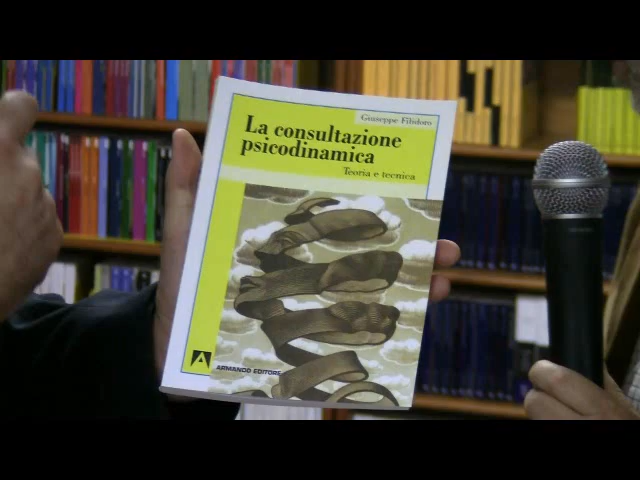 Giuseppe Filidoro
La consultazione
psicodinamica
Teoria e tecnica
ARMANDO EDITORE